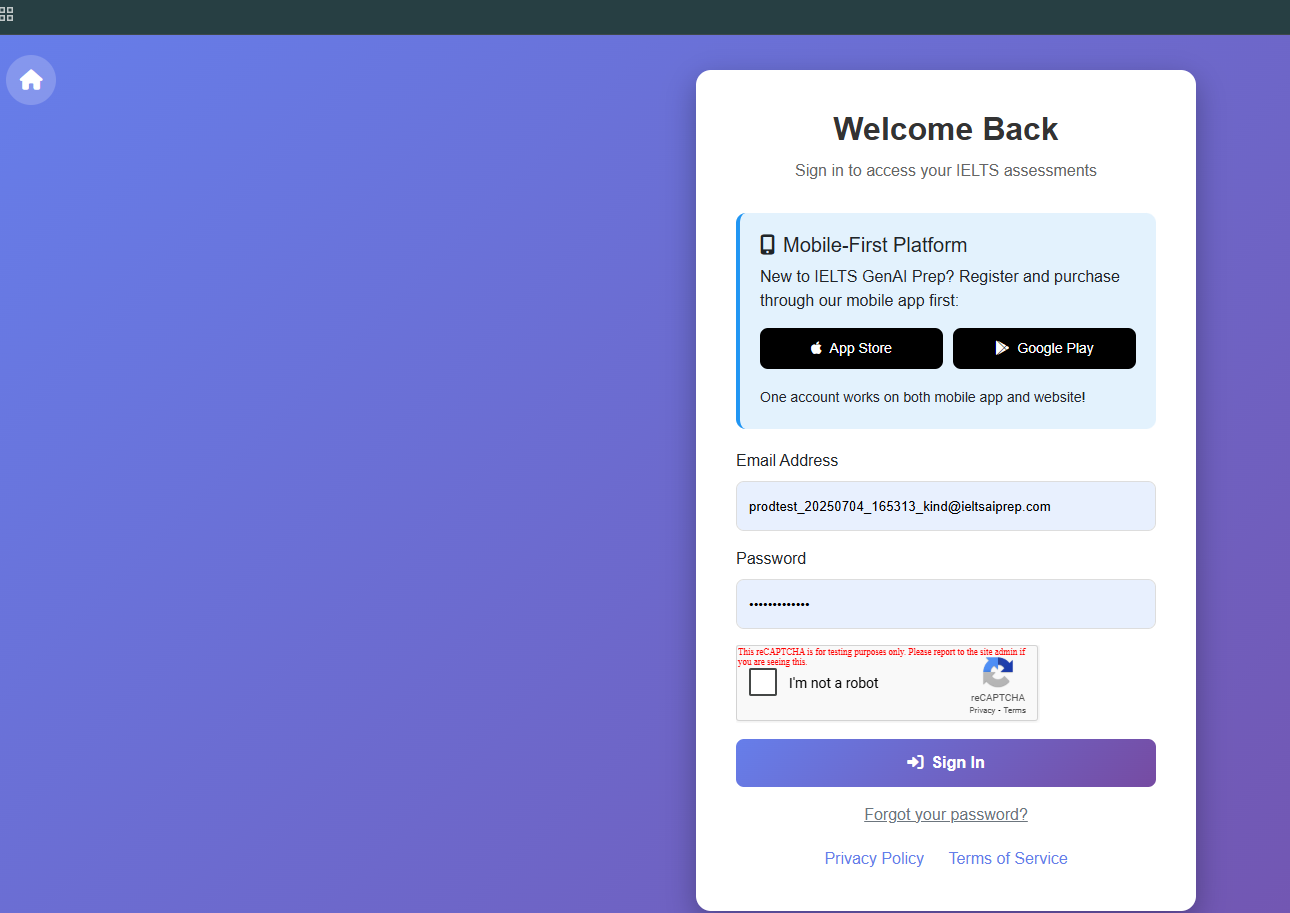 Welcome Back
Sign in to access your IELTS assessments
Mobile-First Platform
New to IELTS GenAI Prep? Register and purchase
through our mobile app first:
App Store
Google Play
One account works on both mobile app and website!
Email Address
prodtest_20250704_165313_kind@ieltsaiprep.com
Password
•••••••••••••
This reCAPTCHA is for testing purposes only. Please report to the site admin if
you are seeing this.
I'm not a robot
reCAPTCHA
Privacy - Terms
Sign In
Forgot your password?
Privacy Policy
Terms of Service